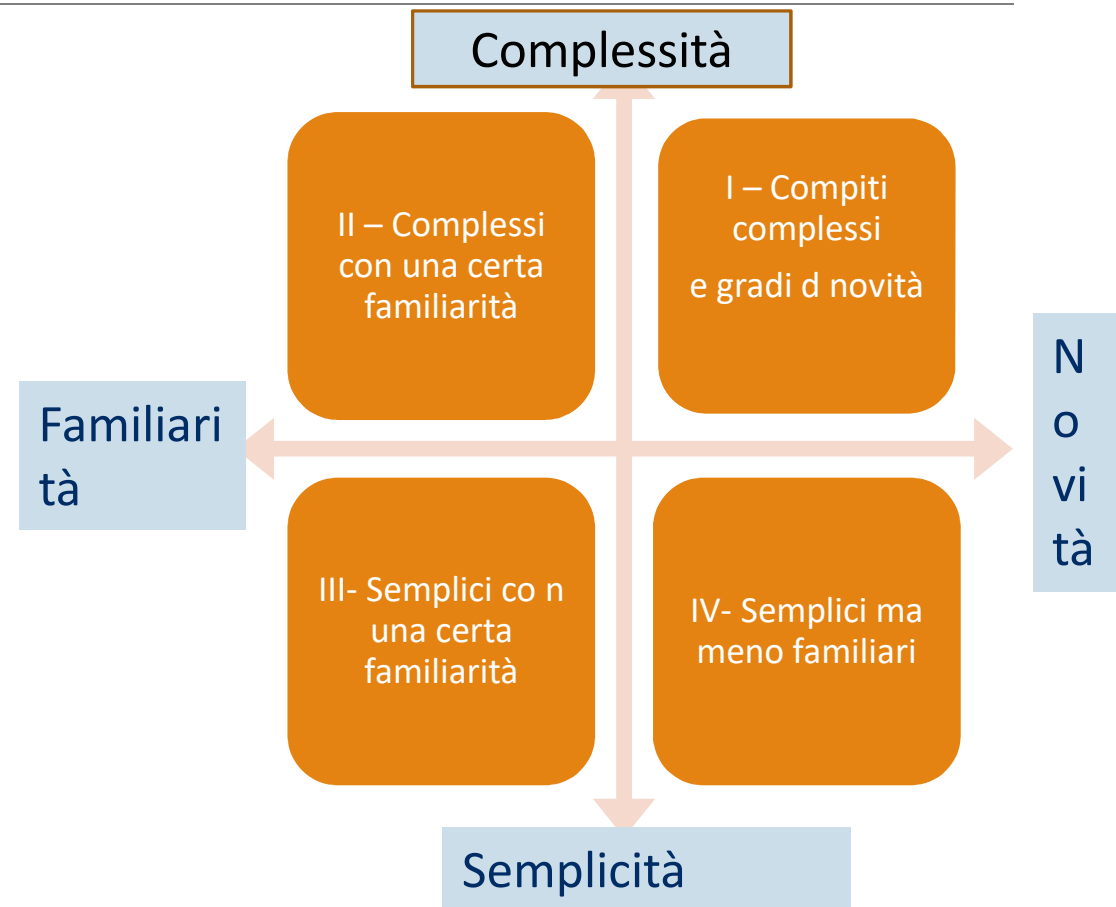 Complessità
II – Complessi
con una certa
familiarità
I – Compiti
complessi
e gradi d novità
Familiari
tà
N
o
vi
tà
III- Semplici co n
una certa
familiarità
IV- Semplici ma
meno familiari
Semplicità